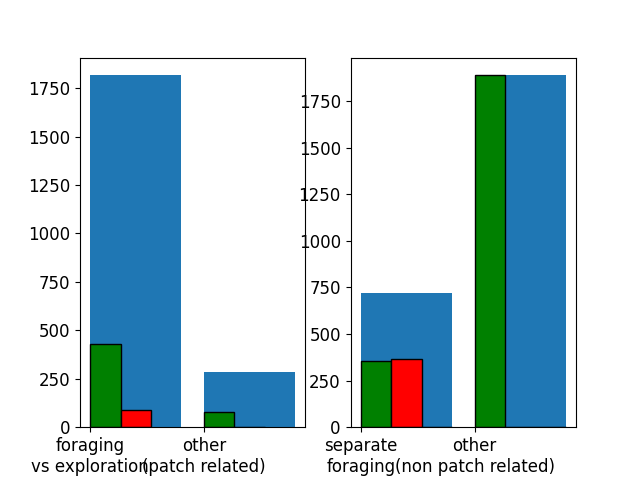 1750
1500
1250
1000
750
500
250
0
foraging
vs exploration
other
(patch related)
1750
1500
1250
1000
750
500
250
0
separate
foraging
other
(non patch related)